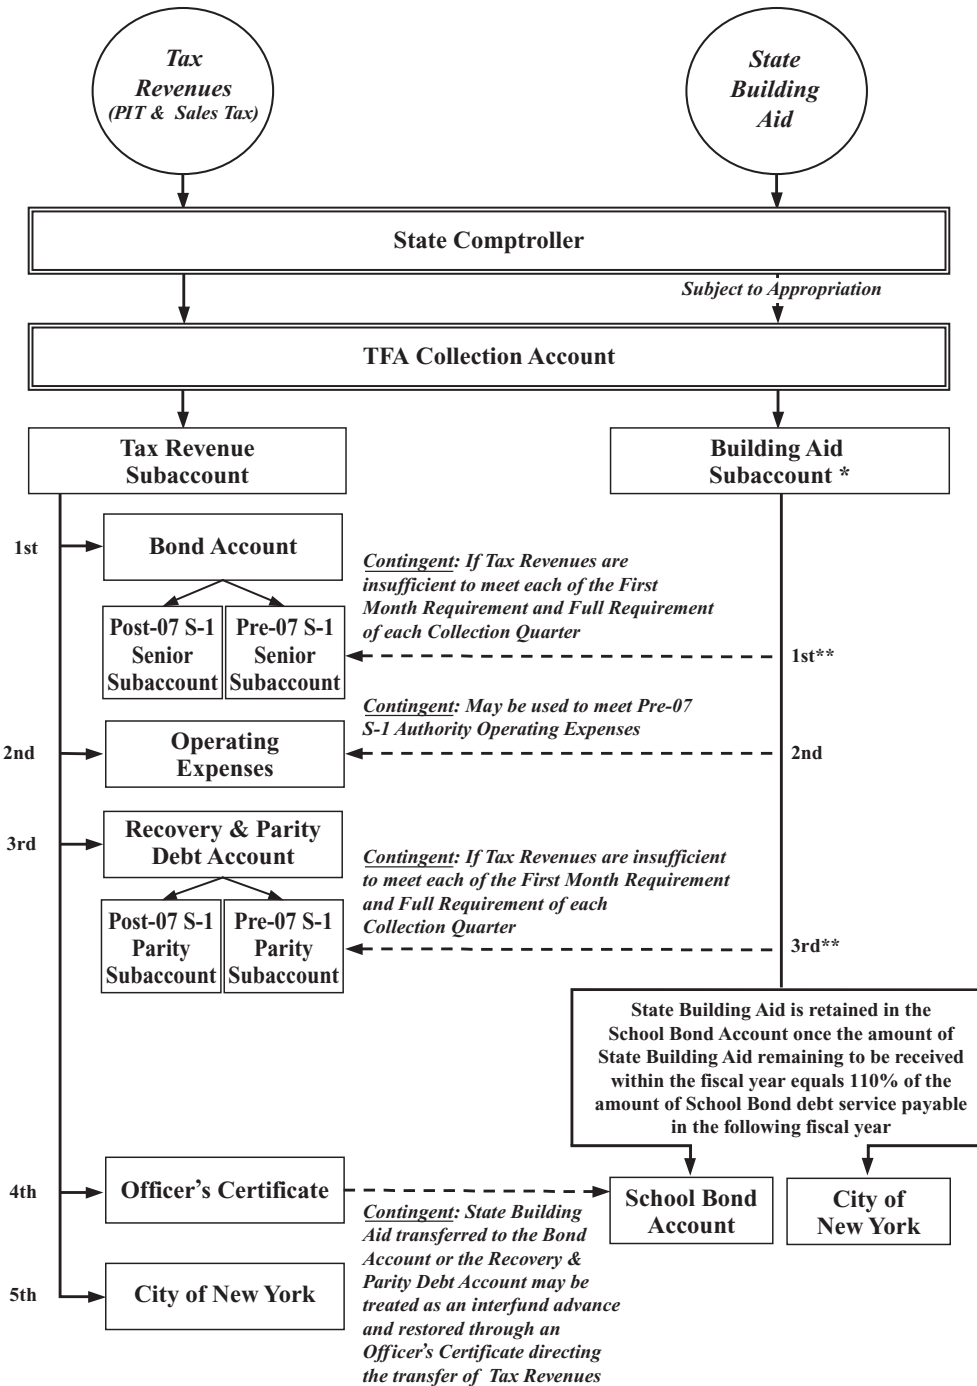 Tax
Revenues
(PIT & Sales Tax)
State
Building
Aid
State Comptroller
Subject to Appropriation
TFA Collection Account
Tax Revenue
Subaccount
Building Aid
Subaccount *
1st
Bond Account
Contingent: If Tax Revenues are
insufficient to meet each of the First
Month Requirement and Full Requirement
of each Collection Quarter
Post-07 S-1
Senior
Subaccount
Pre-07 S-1
Senior
Subaccount
1st**
Contingent: May be used to meet Pre-07
S-1 Authority Operating Expenses
2nd
Operating
Expenses
2nd
3rd
Recovery & Parity
Debt Account
Contingent: If Tax Revenues are insufficient
to meet each of the First Month Requirement
and Full Requirement of each
Collection Quarter
Post-07 S-1
Parity
Subaccount
Pre-07 S-1
Parity
Subaccount
3rd**
State Building Aid is retained in the
School Bond Account once the amount of
State Building Aid remaining to be received
within the fiscal year equals 110% of the
amount of School Bond debt service payable
in the following fiscal year
4th
Officer's Certificate
School Bond
Account
City of
New York
Contingent: State Building
Aid transferred to the Bond
Account or the Recovery &
Parity Debt Account may be
treated as an interfund advance
and restored through an
Officer's Certificate directing
the transfer of Tax Revenues
5th
City of New York